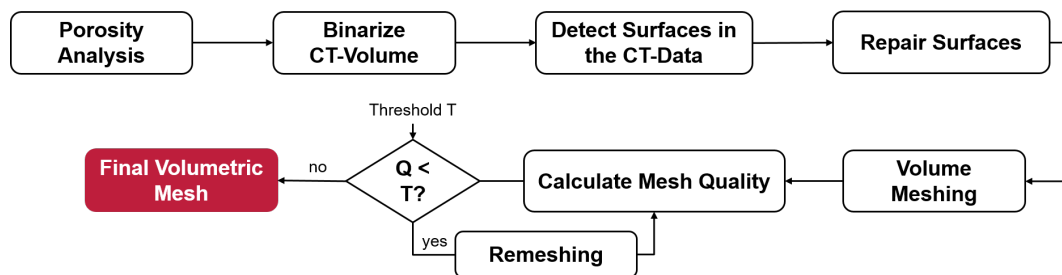 Porosity
Analysis
Binarize
CT-Volume
Detect Surfaces in
the CT-Data
Repair Surfaces
Threshold T
Final Volumetric
Mesh
no
Q <
T?
Calculate Mesh Quality
Volume
Meshing
yes
Remeshing